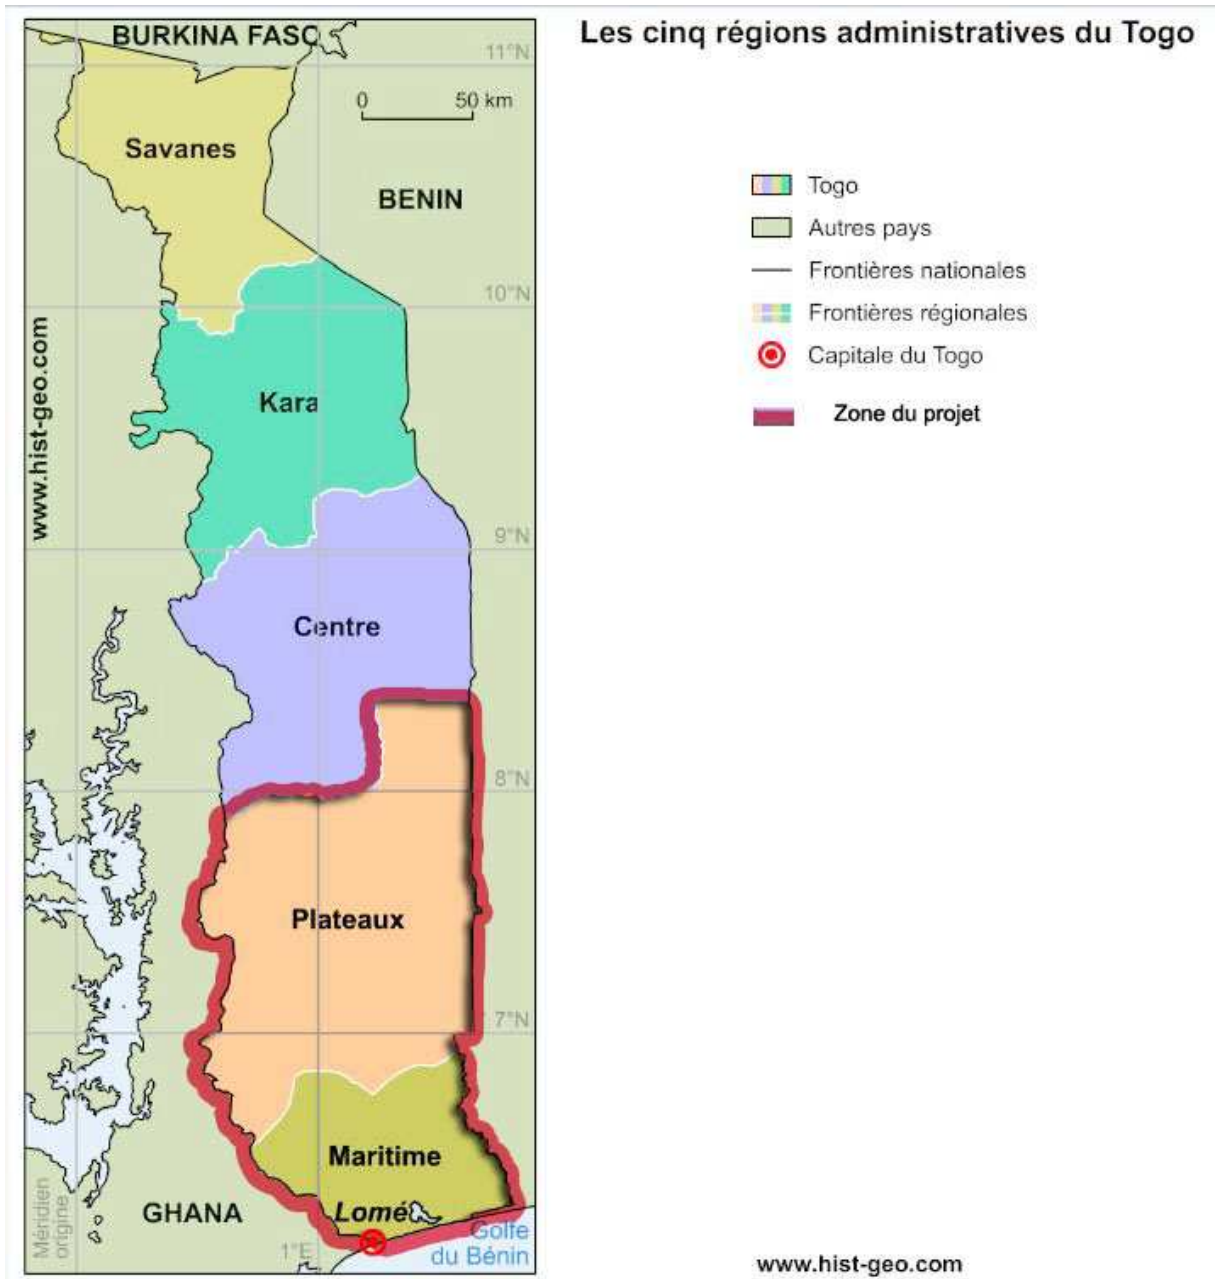 Les cinq régions administratives du Togo
BURKINA FASO
11°N
0 50 km
Savanes
BENIN
10°N
www.hist-geo.com
Kara
9°N
Centre
8°N
Plateaux
7°N
Maritime
Lomé
GHANA
Méridien
origine
1°E
Golfe
du Bénin
Togo
Autres pays
Frontières nationales
Frontières régionales
Capitale du Togo
Zone du projet
www.hist-geo.com